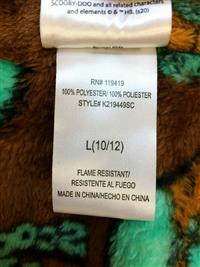 SCOOBY-DOO and all related characters
and elements © & ™ HB. (s20)
RN# 119419
100% POLYESTER/ 100% POLIESTER
STYLE# K219449SC
L(10/12)
FLAME RESISTANT/
RESISTENTE AL FUEGO
MADE IN CHINA/HECHO EN CHINA